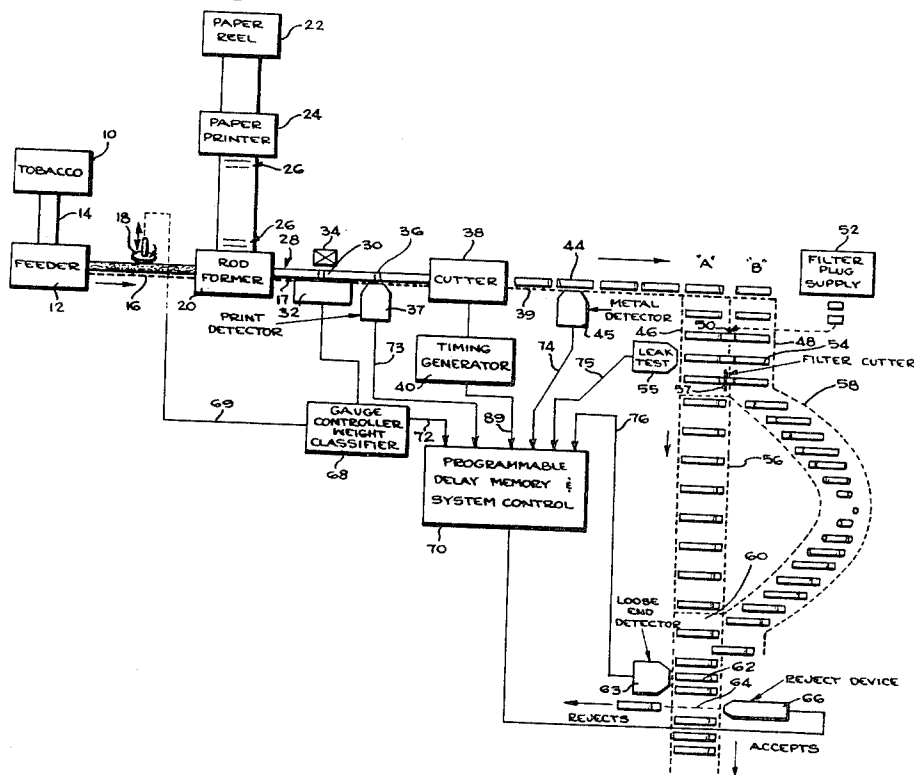 PAPER
REEL
22
PAPER
PRINTER
24
10
TOBACCO
14
26
18
26
34
36
38
44
"A"
"B"
52
FILTER
PLUG
SUPPLY
28
30
FEEDER
ROD
FORMER
CUTTER
12
16
20
17
32
37
39
45
METAL
DETECTOR
46
50
48
54
PRINT
DETECTOR
73
TIMING
GENERATOR
40
74
75
LEAK
TEST
55
57
FILTER CUTTER
58
69
GAUGE
CONTROLLER
WEIGHT
CLASSIFIER
68
72
89
76
56
PROGRAMMABLE
DELAY MEMORY &
SYSTEM CONTROL
70
60
LOOSE
END
DETECTOR
62
63
64
REJECT DEVICE
66
REJECTS
ACCEPTS